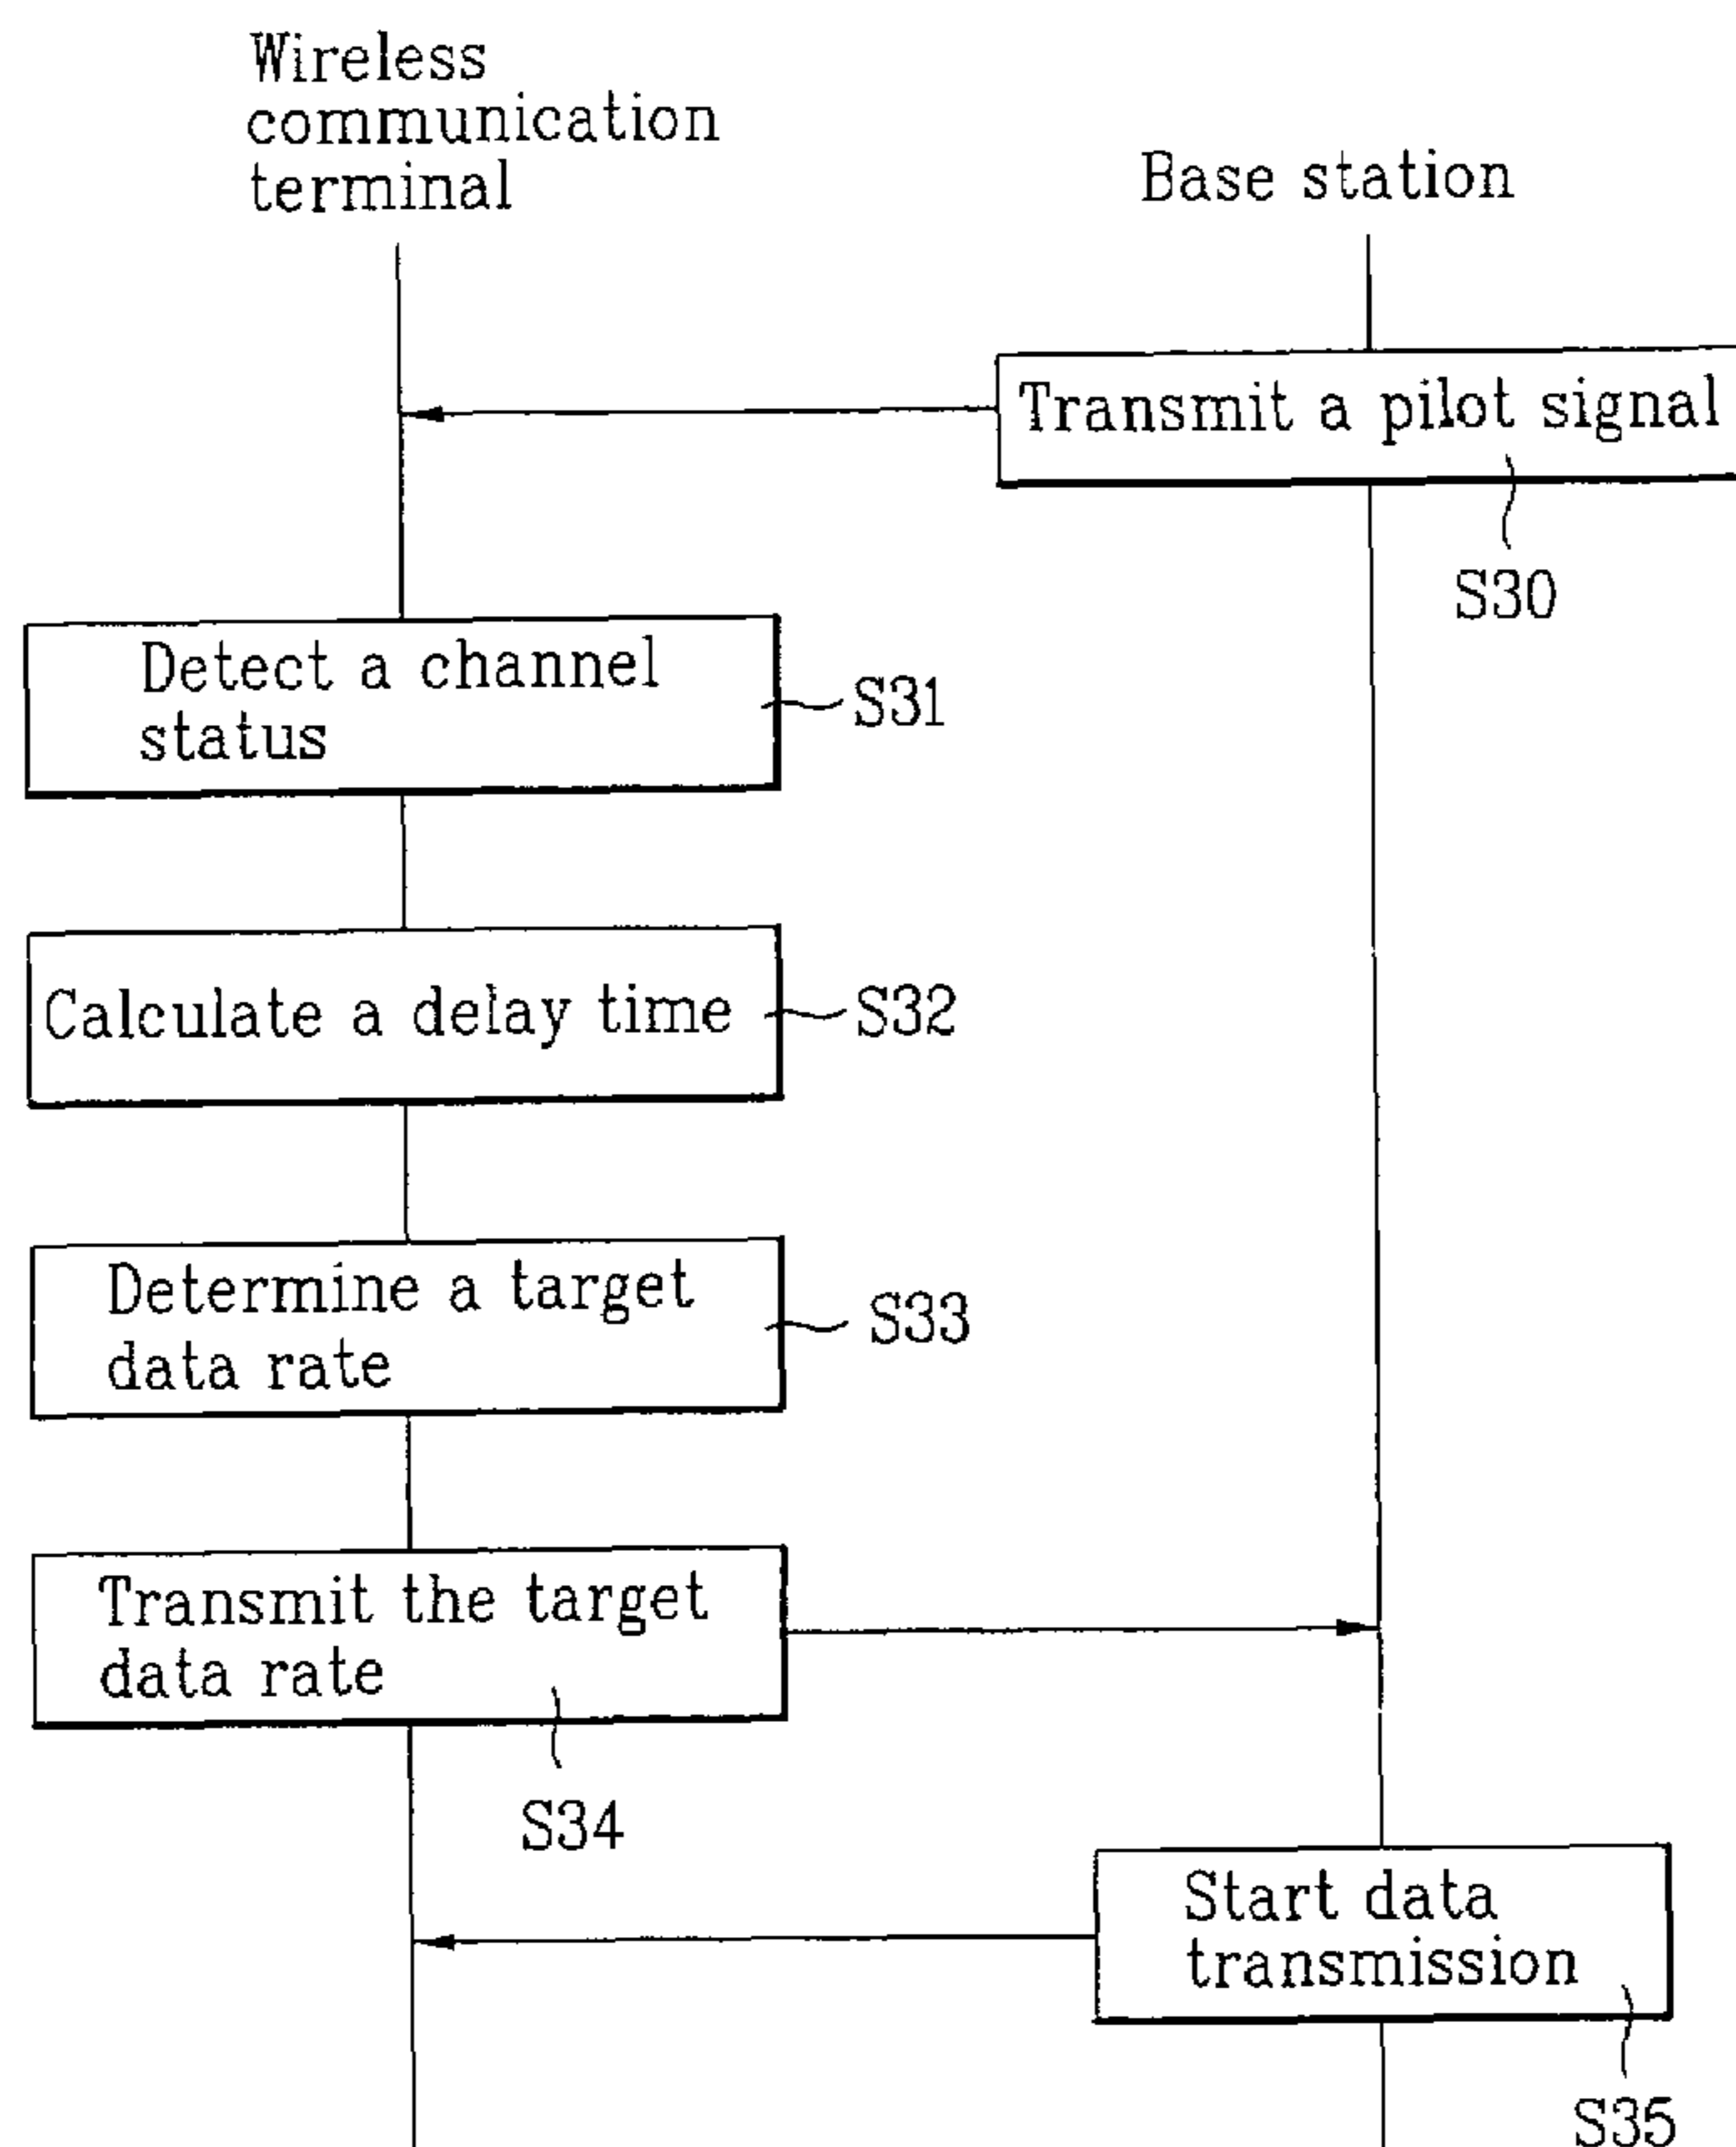 Wireless
communication
terminal
Base station
Transmit a pilot signal
S30
Detect a channel
status
S31
Calculate a delay time
S32
Determine a target
data rate
S33
Transmit the target
data rate
S34
Start data
transmission
S35